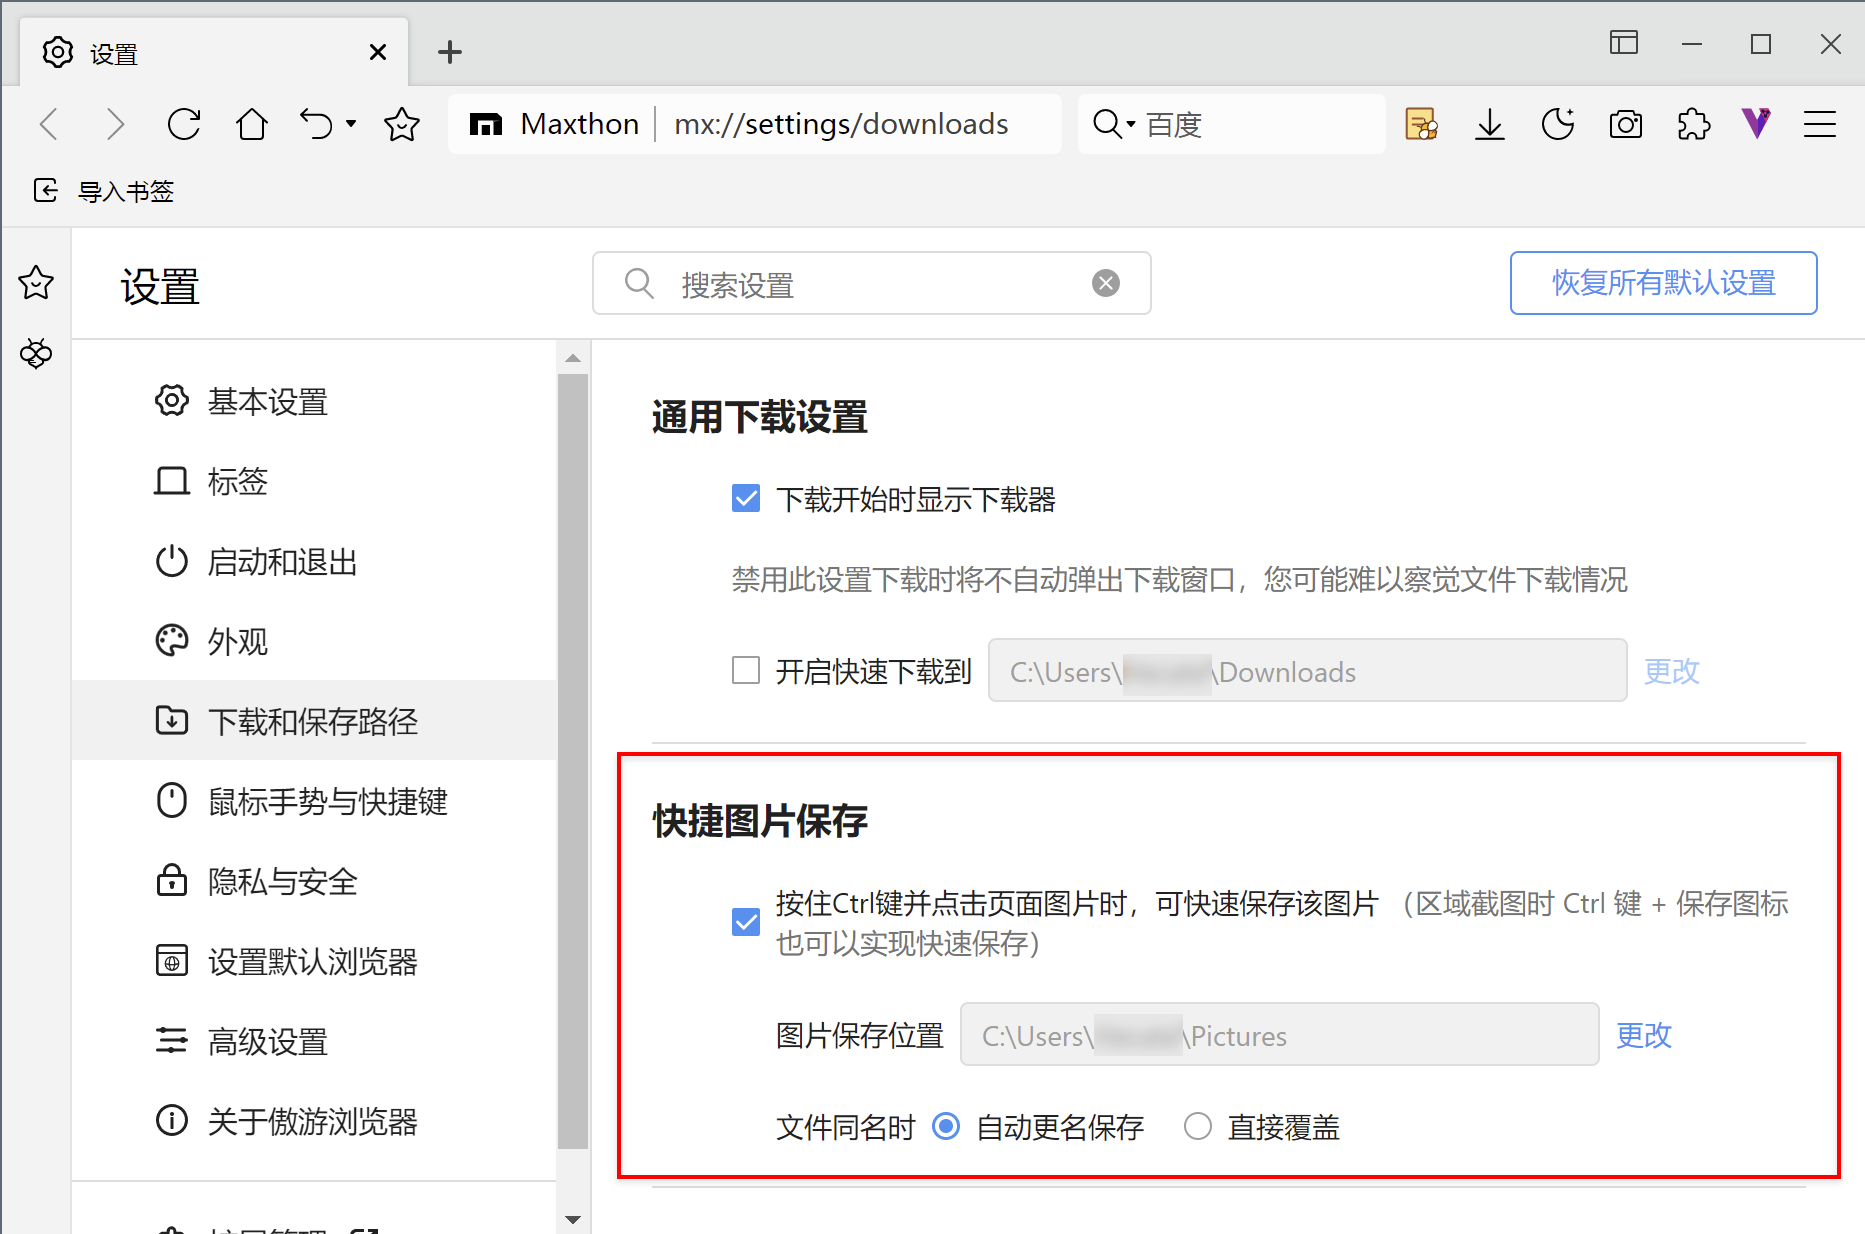 设置
Maxthon mx://settings/downloads 百度
导入书签
设置
搜索设置
恢复所有默认设置
基本设置
标签
启动和退出
外观
下载和保存路径
鼠标手势与快捷键
隐私与安全
设置默认浏览器
高级设置
关于傲游浏览器
通用下载设置
下载开始时显示下载器
禁用此设置下载时将不自动弹出下载窗口，您可能难以察觉文件下载情况
开启快速下载到 C:\Users\ \Downloads 更改
快捷图片保存
按住Ctrl键并点击页面图片时，可快速保存该图片 （区域截图时 Ctrl 键 + 保存图标
也可以实现快速保存）
图片保存位置 C:\Users\ \Pictures 更改
文件同名时 自动更名保存 直接覆盖